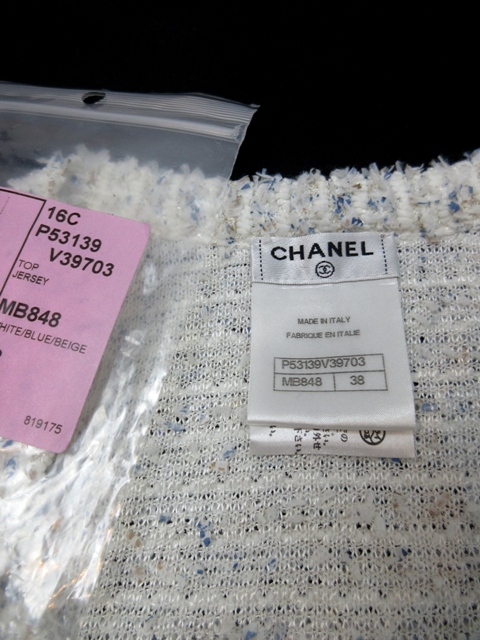 16C
P53139
V39703
TOP
JERSEY
MB848
HITE/BLUE/BEIGE
819175
CHANEL
MADE IN ITALY
FABRIQUE EN ITALIE
P53139V39703
MB848 38